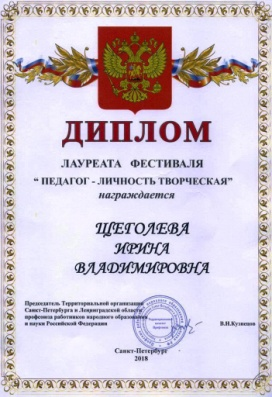 ДИПЛОМ
ЛАУРЕАТА ФЕСТИВАЛЯ
“ ПЕДАГОГ - ЛИЧНОСТЬ ТВОРЧЕСКАЯ”
награждается
ЩЕГОЛЕВА
ИРИНА
ВЛАДИМИРОВНА
Председатель Территориальной организации
Санкт-Петербурга и Ленинградской области
профсоюза работников народного образования
и науки Российской Федерации
В.Н.Кузнецов
Санкт-Петербург
2018